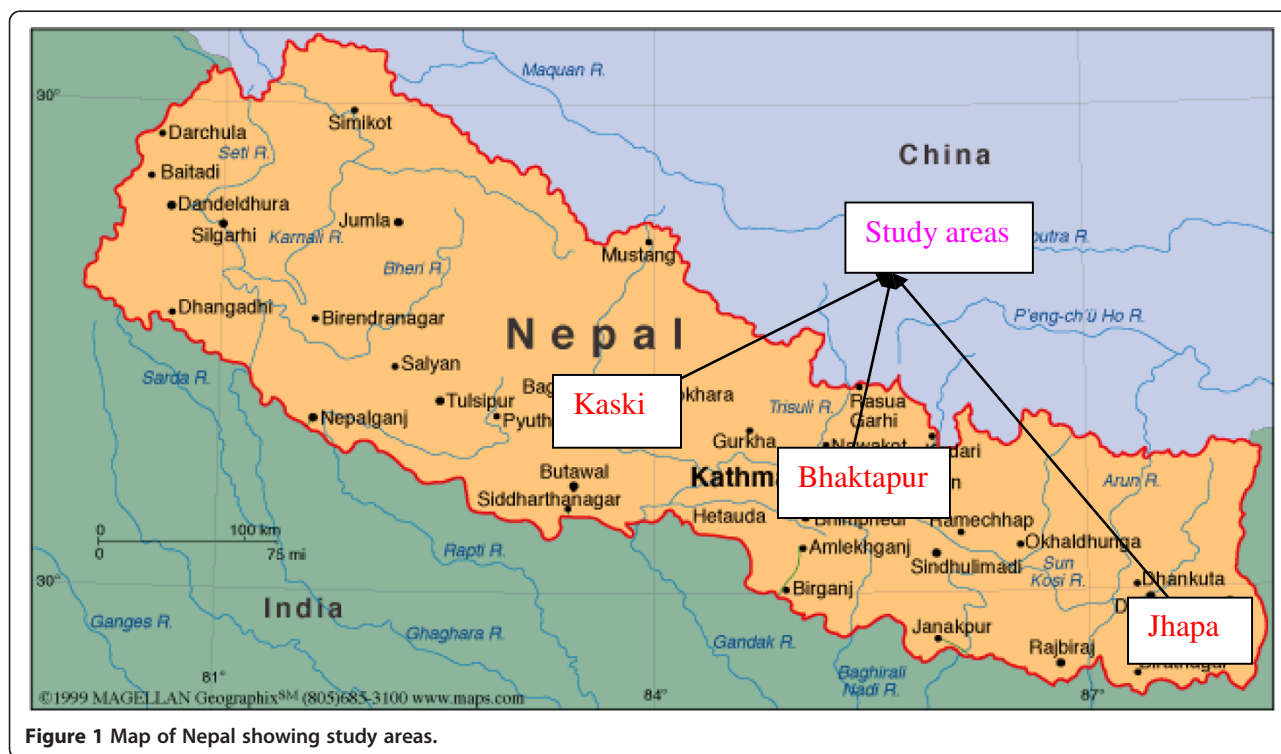 Maquan R.
30°
Simikot
Darchula
Seti R.
China
Baitadi
Dandeldhura
Silgarhi
Jumla
Karnali R.
Study areas
Mustang
Bheri R.
Dhangadhi
Birendranagar
Nepal
P'eng-ch'ü Ho R.
Salyan
Sarda R.
Kaski
Trisuli R.
Rasua
Garhi
Tulsipur
Nepalganj
Gurkha
Butawal
Siddharthanagar
Bhaktapur
Arun R.
Hetauda
Ramechhap
0 100 km
0 75 mi
Rapti R.
Amlekhganj
Okhaldhunga
Sindhulimadi
Sun
Kosi R.
Dhankuta
30°
Birganj
India
Ganges R.
Ghaghara R.
Gandak R.
Janakpur
Jhapa
Rajbiraj
Baghirali
Nadi R.
81°
84°
87°
©1999 MAGELLAN Geographix℠ (805)685-3100 www.maps.com
Figure 1 Map of Nepal showing study areas.